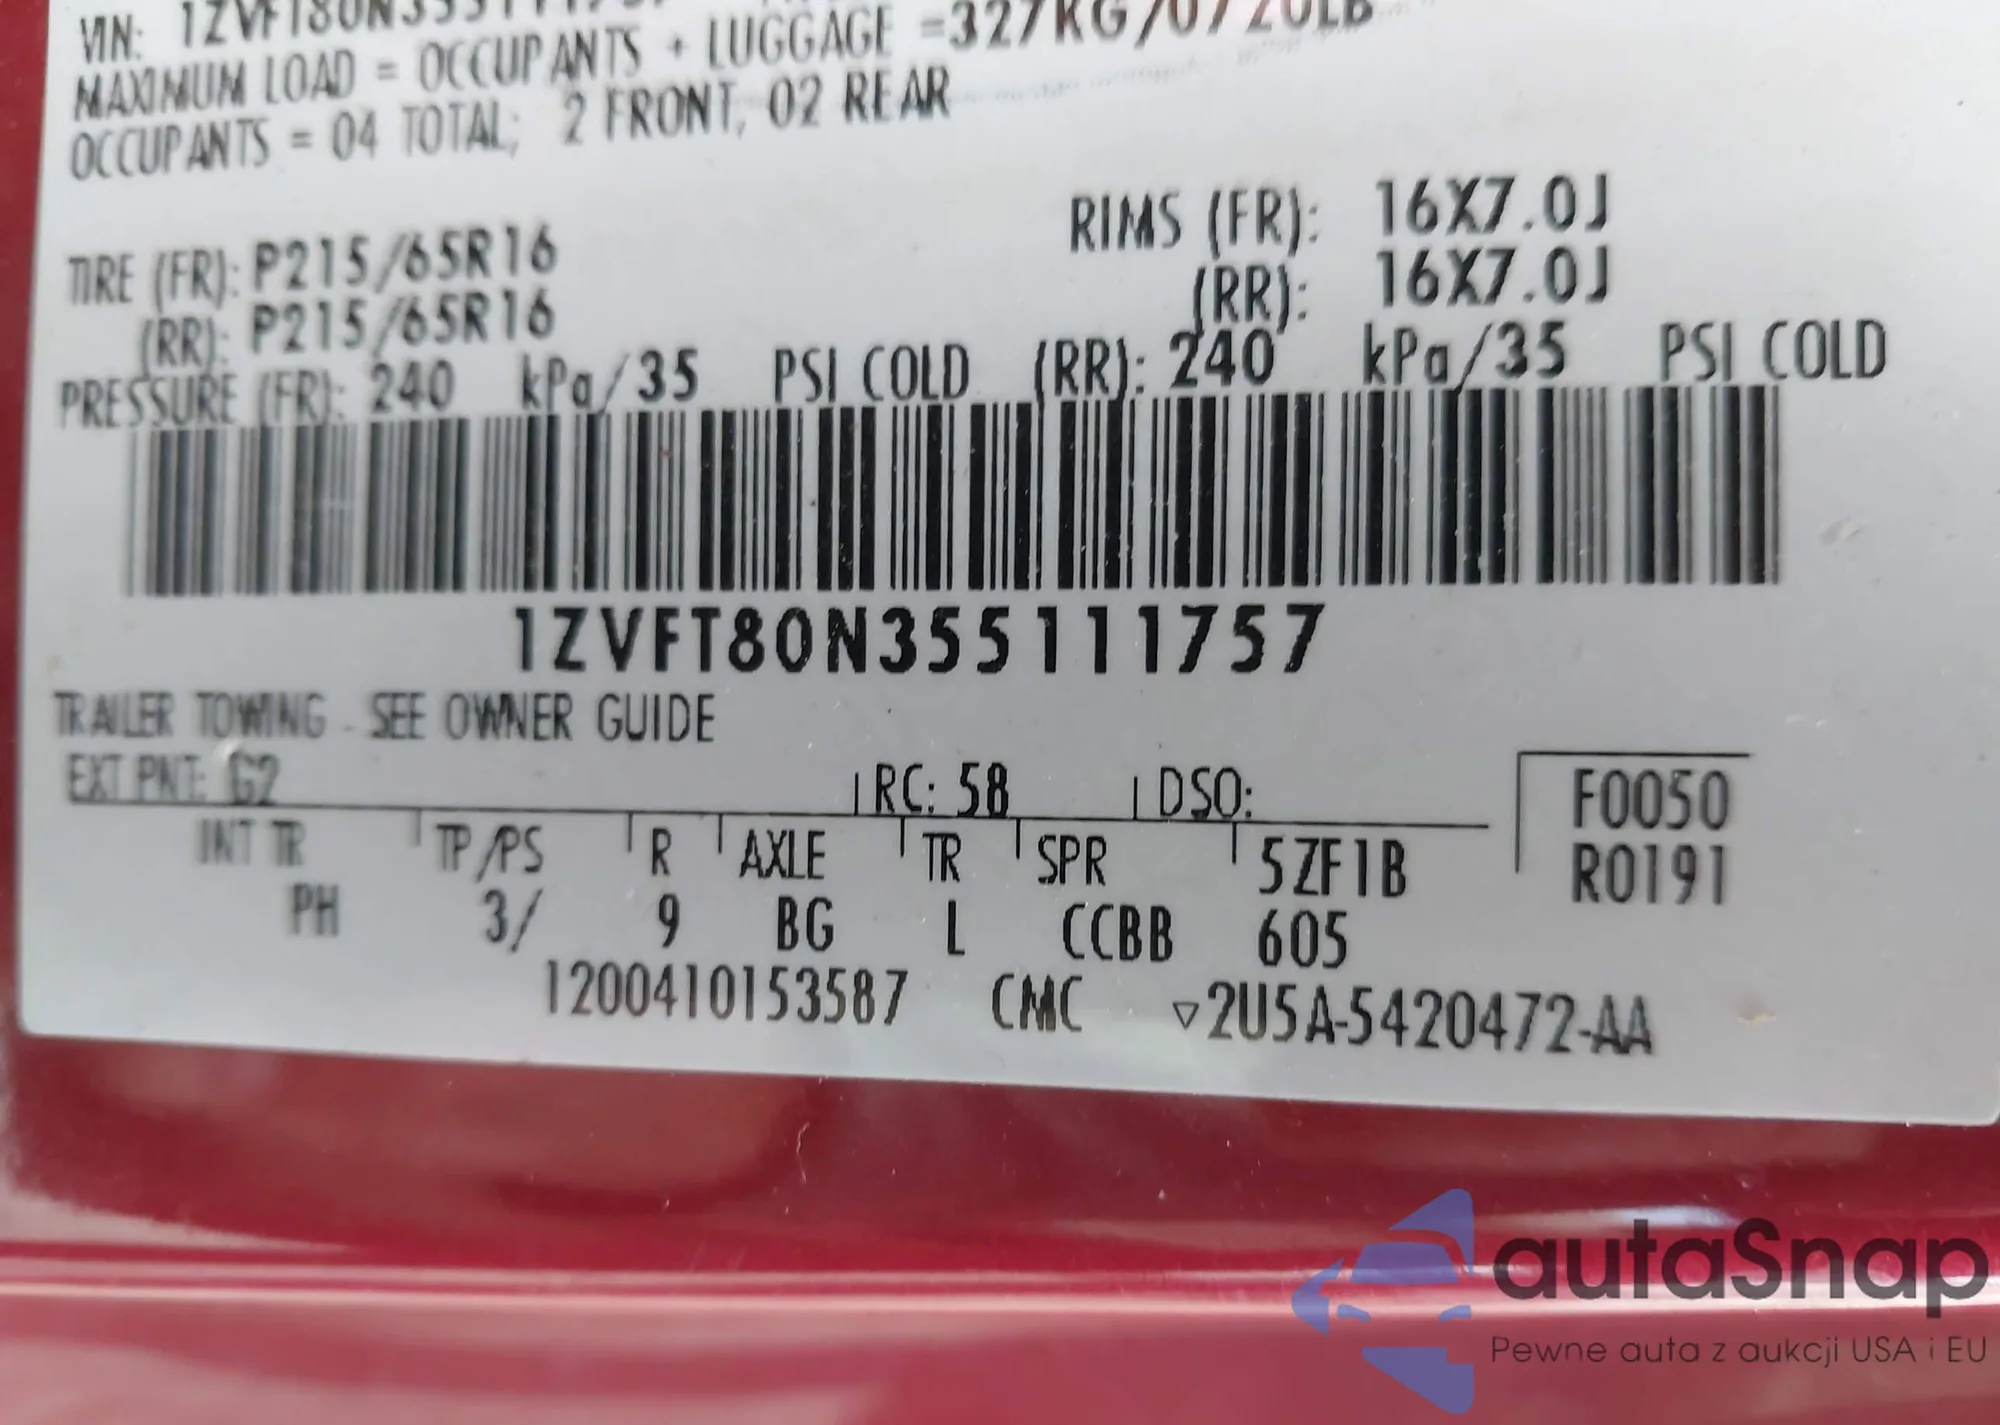 VIN: 1ZVFT80N355111757
MAXIMUM LOAD = OCCUPANTS + LUGGAGE =327KG/0720LB
OCCUPANTS = 04 TOTAL; 2 FRONT, 02 REAR
TIRE (FR): P215/65R16 RIMS (FR): 16X7.0J
(RR): P215/65R16 (RR): 16X7.0J
PRESSURE (FR): 240 kPa/35 PSI COLD (RR): 240 kPa/35 PSI COLD
1ZVFT80N355111757
TRAILER TOWING - SEE OWNER GUIDE
EXT PNT: G2 RC: 58 DSO: F0050
INT TR TP/PS R AXLE TR SPR 5ZF1B R0191
PH 3/ 9 BG L CCBB 605
1200410153587 CMC ▽2U5A-5420472-AA
autaSnap
Pewne auta z aukcji USA i EU